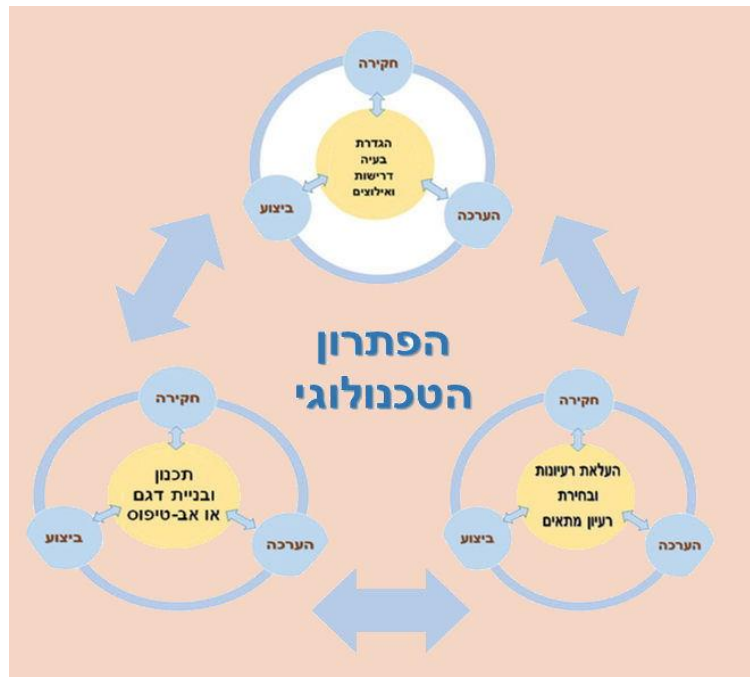 חקירה
הגדרת
בעיה
דרישות
ואילוצים
ביצוע
הערכה
הפתרון
הטכנולוגי
חקירה
העלאת רעיונות
ובחירת
רעיון מתאים
ביצוע
הערכה
חקירה
תכנון
ובניית דגם
או אב-טיפוס
ביצוע
הערכה